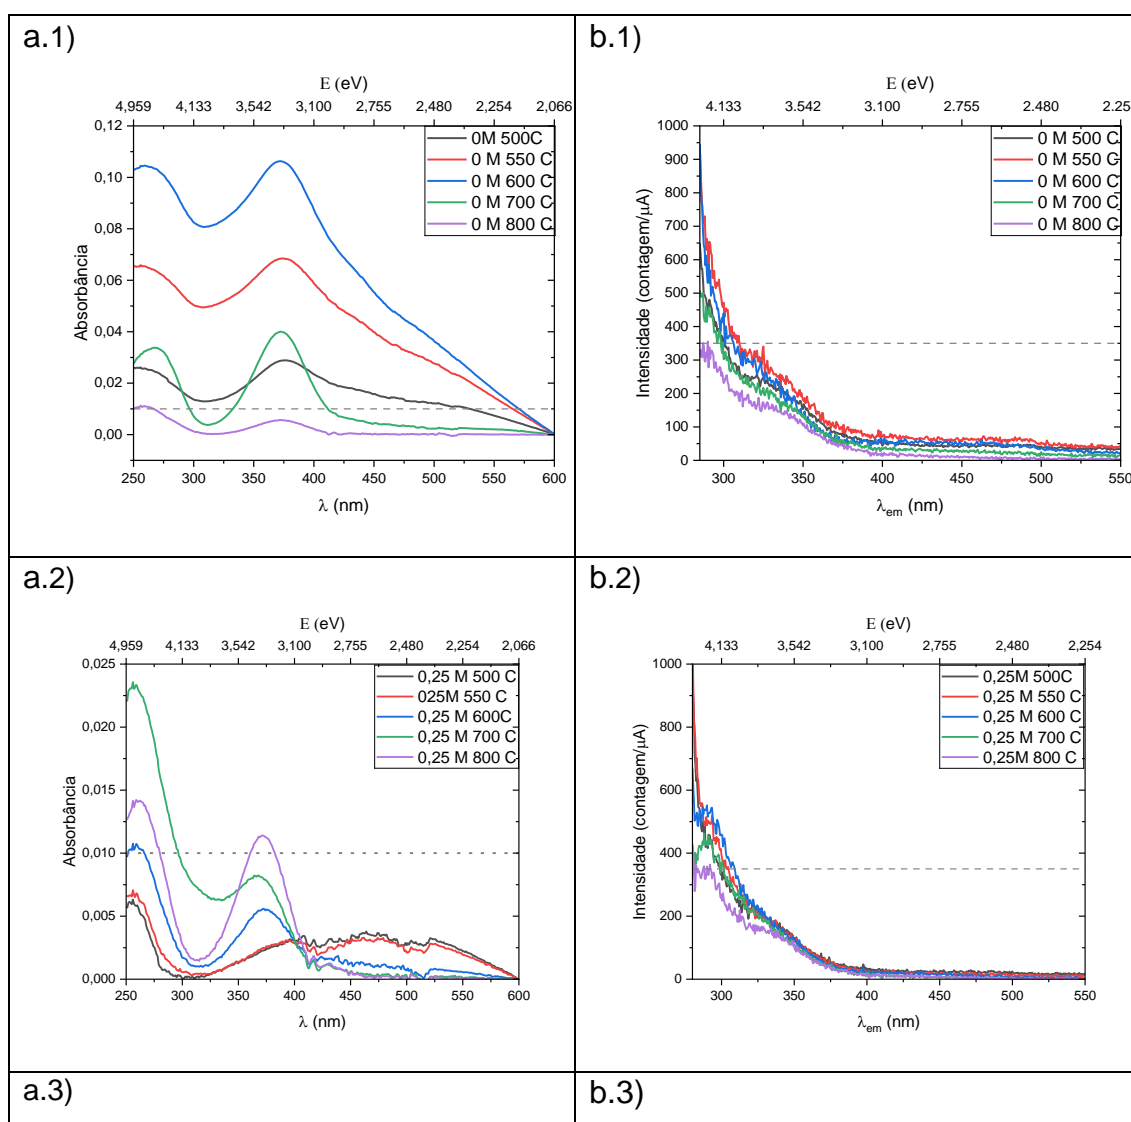 a.1)
E (eV)
4,959 4,133 3,542 3,100 2,755 2,480 2,254 2,066
0,12
0,10
0,08
0,06
0,04
0,02
0,00
Absorbância
0M 500C
0 M 550 C
0 M 600 C
0 M 700 C
0 M 800 C
250 300 350 400 450 500 550 600
λ (nm)
b.1)
E (eV)
4.133 3.542 3.100 2.755 2.480 2.25
1000
900
800
700
600
500
400
300
200
100
0
Intensidade (contagem/µA)
0 M 500 C
0 M 550 C
0 M 600 C
0 M 700 C
0 M 800 C
300 350 400 450 500 550
λem (nm)
a.2)
E (eV)
4,959 4,133 3,542 3,100 2,755 2,480 2,254 2,066
0,025
0,020
0,015
0,010
0,005
0,000
Absorbância
0,25 M 500 C
025M 550 C
0,25 M 600C
0,25 M 700 C
0,25 M 800 C
250 300 350 400 450 500 550 600
λ (nm)
b.2)
E (eV)
4,133 3,542 3,100 2,755 2,480 2,254
1000
800
600
400
200
0
Intensidade (contagem/µA)
0,25M 500C
0,25 M 550 C
0,25 M 600 C
0,25 M 700 C
0,25M 800 C
300 350 400 450 500 550
λem (nm)
a.3)
b.3)